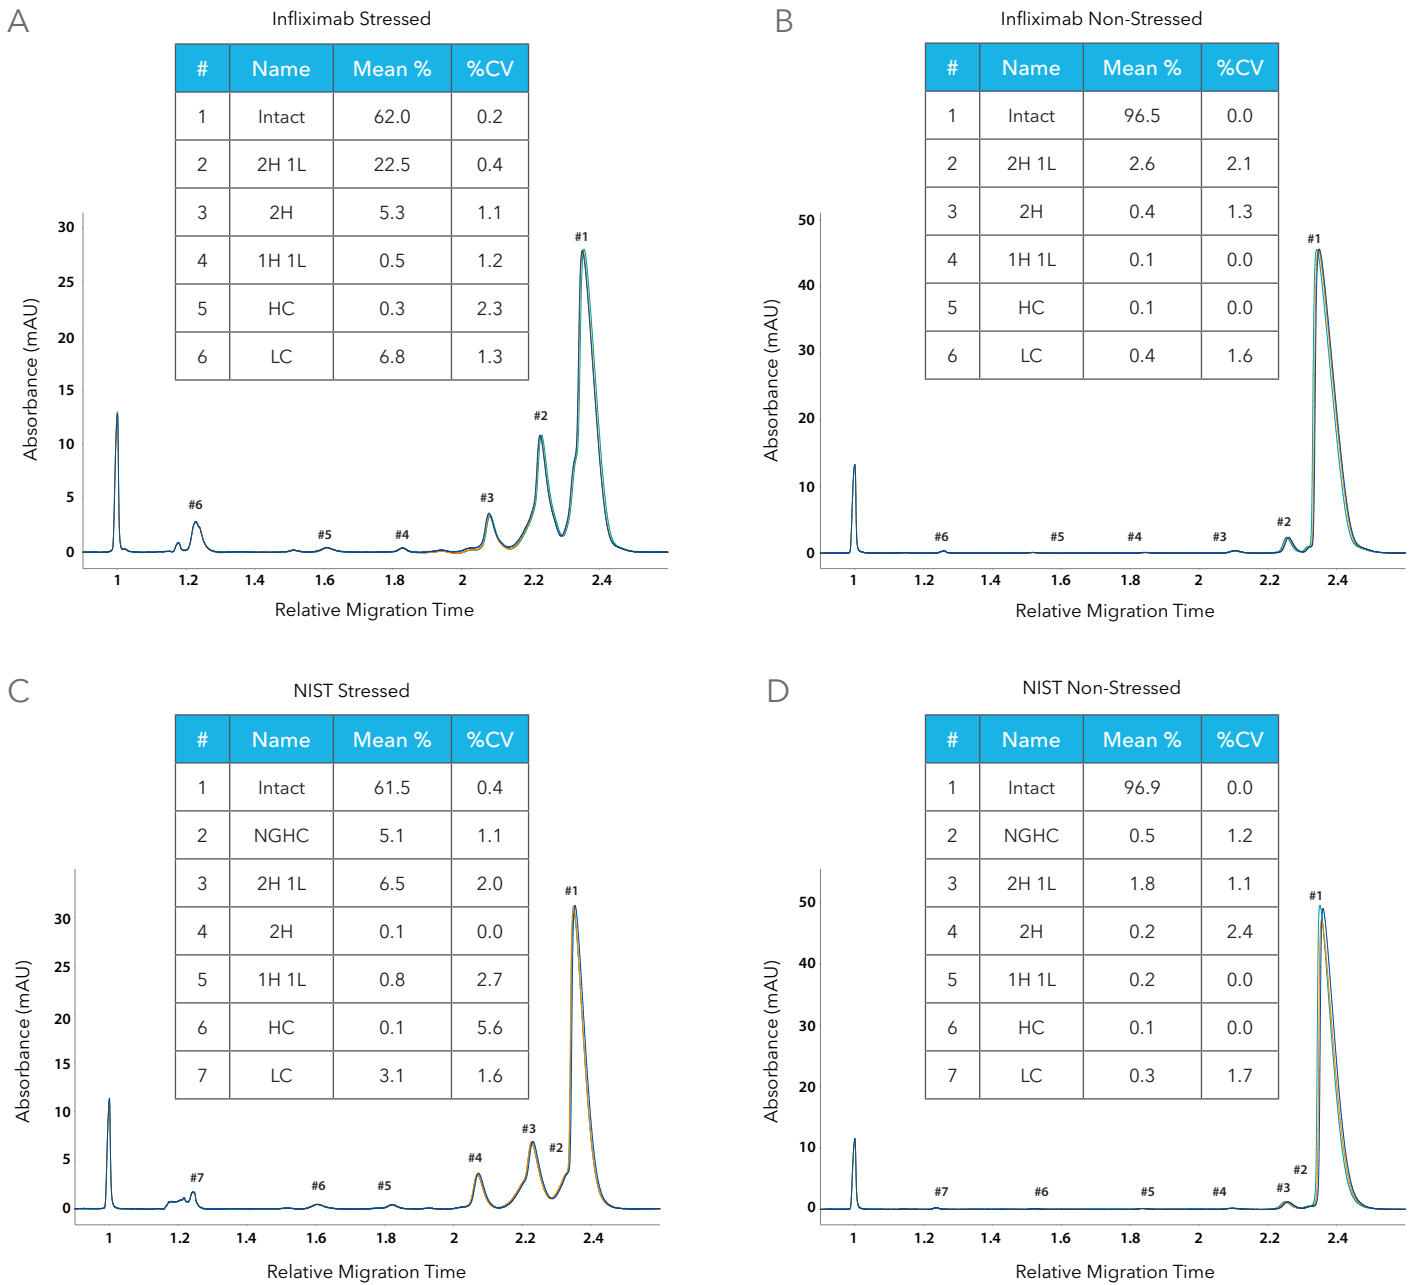 A
Infliximab Stressed
# Name Mean % %CV
1 Intact 62.0 0.2
2 2H 1L 22.5 0.4
3 2H 5.3 1.1
4 1H 1L 0.5 1.2
5 HC 0.3 2.3
6 LC 6.8 1.3
Absorbance (mAU)
30
25
20
15
10
5
0
#6
#5
#4
#3
#2
#1
1 1.2 1.4 1.6 1.8 2 2.2 2.4
Relative Migration Time
B
Infliximab Non-Stressed
# Name Mean % %CV
1 Intact 96.5 0.0
2 2H 1L 2.6 2.1
3 2H 0.4 1.3
4 1H 1L 0.1 0.0
5 HC 0.1 0.0
6 LC 0.4 1.6
Absorbance (mAU)
50
40
30
20
10
0
#6
#5
#4
#3
#2
#1
1 1.2 1.4 1.6 1.8 2 2.2 2.4
Relative Migration Time
C
NIST Stressed
# Name Mean % %CV
1 Intact 61.5 0.4
2 NGHC 5.1 1.1
3 2H 1L 6.5 2.0
4 2H 0.1 0.0
5 1H 1L 0.8 2.7
6 HC 0.1 5.6
7 LC 3.1 1.6
Absorbance (mAU)
30
25
20
15
10
5
0
#7
#6
#5
#4
#3
#2
#1
1 1.2 1.4 1.6 1.8 2 2.2 2.4
Relative Migration Time
D
NIST Non-Stressed
# Name Mean % %CV
1 Intact 96.9 0.0
2 NGHC 0.5 1.2
3 2H 1L 1.8 1.1
4 2H 0.2 2.4
5 1H 1L 0.2 0.0
6 HC 0.1 0.0
7 LC 0.3 1.7
Absorbance (mAU)
50
40
30
20
10
0
#7
#6
#5
#4
#3
#2
#1
1 1.2 1.4 1.6 1.8 2 2.2 2.4
Relative Migration Time